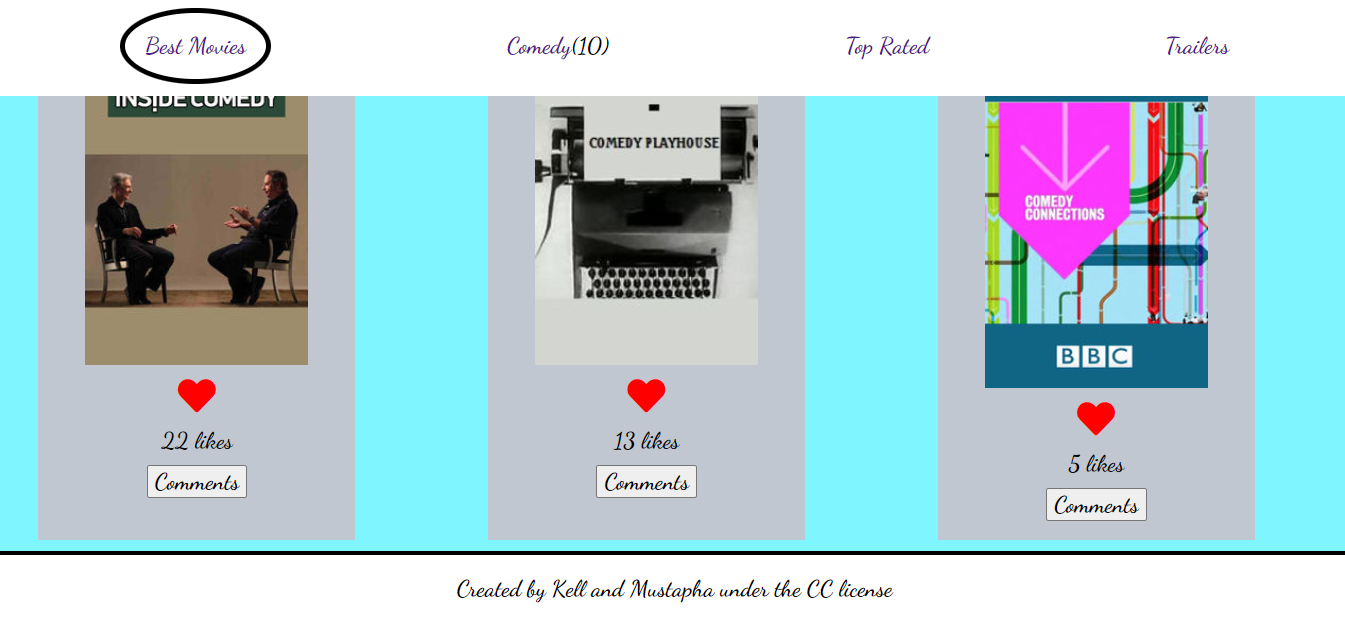 Best Movies
Comedy(10)
Top Rated
Trailers
INSIDE COMEDY
COMEDY PLAYHOUSE
COMEDY
CONNECTIONS
BBC
22 likes
13 likes
5 likes
Comments
Comments
Comments
Created by Kell and Mustapha under the CC license